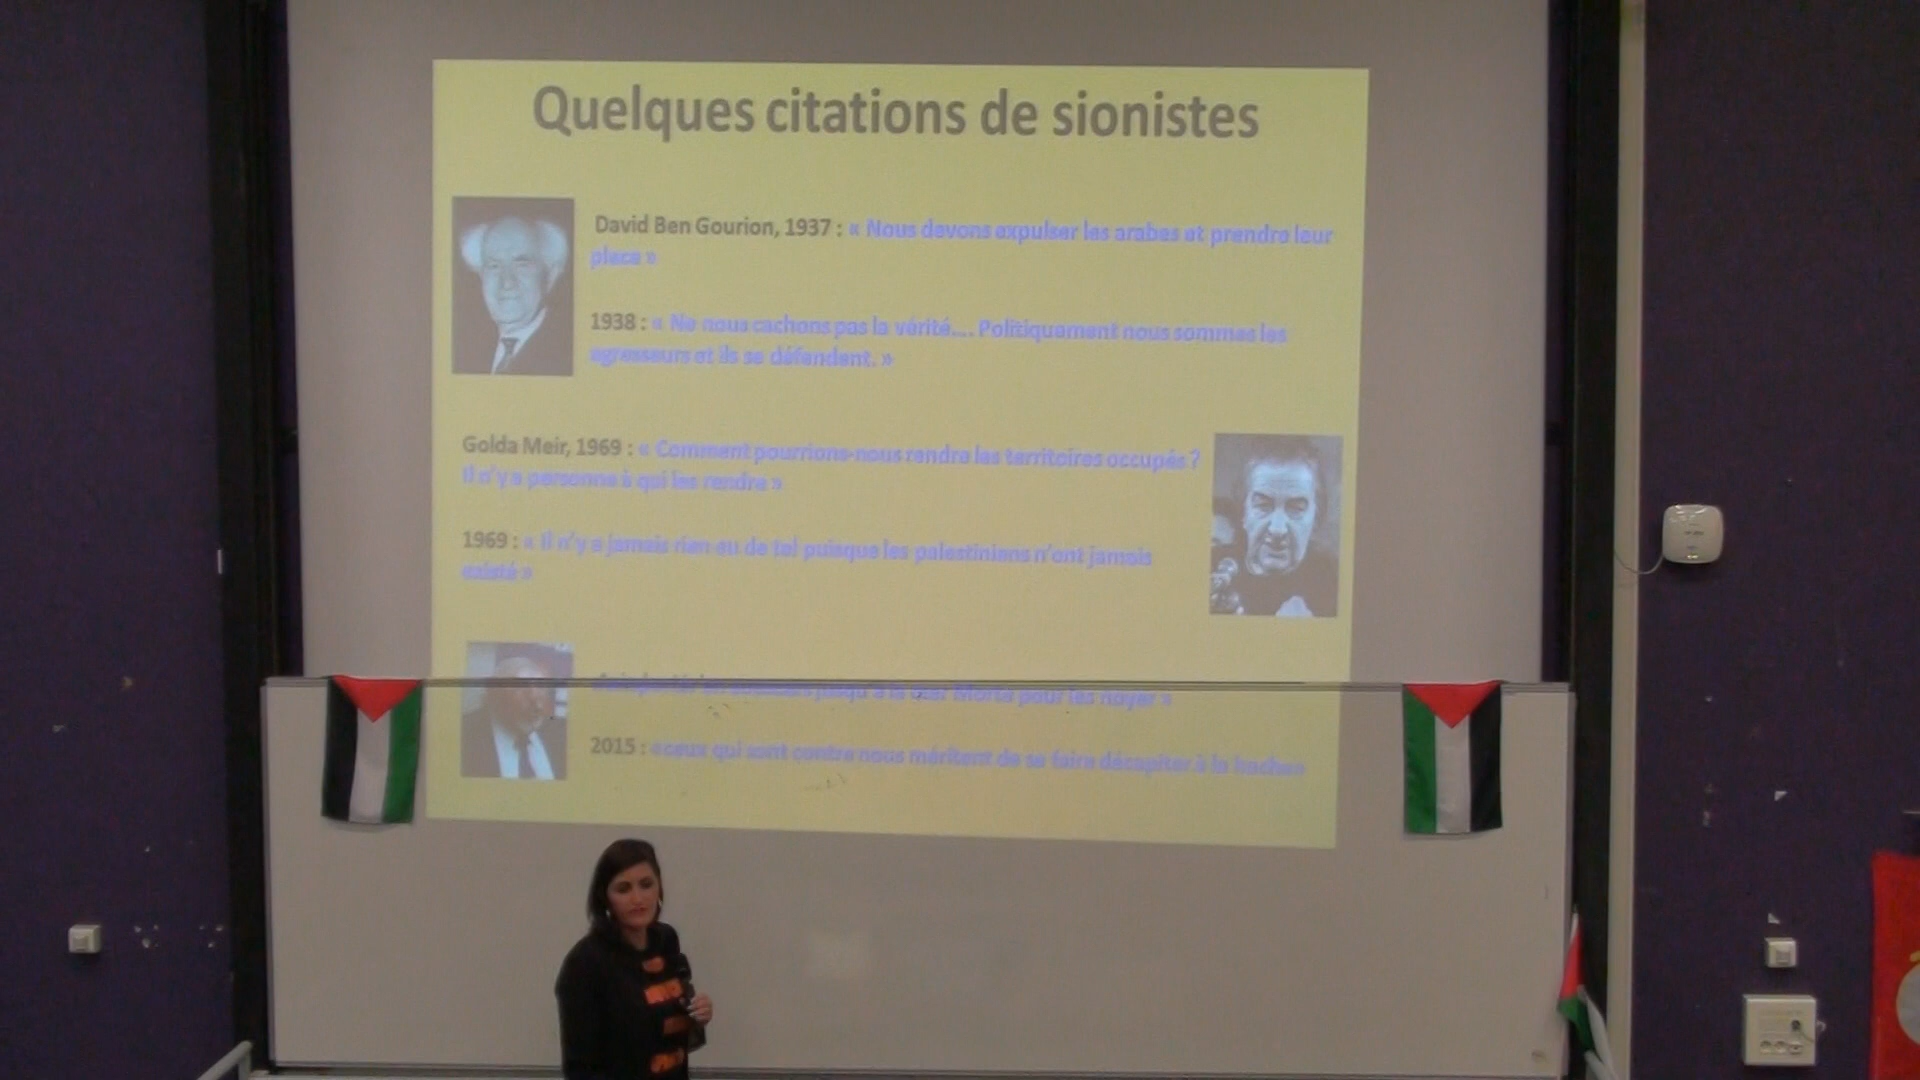 Quelques citations de sionistes
David Ben Gourion, 1937 : « Nous devons expulser les arabes et prendre leur
place »
1938 : « Ne nous cachons pas la vérité.... Politiquement nous sommes les
agresseurs et ils se défendent. »
Golda Meir, 1969 : « Comment pourrions-nous rendre les territoires occupés ?
Il n'y a personne à qui les rendre »
1969 : « Il n'y a jamais rien eu de tel puisque les palestiniens n'ont jamais
existé »
jusqu'à la Mer Morte pour les noyer »
2015 : «ceux qui sont contre nous méritent de se faire décapiter à la hache»